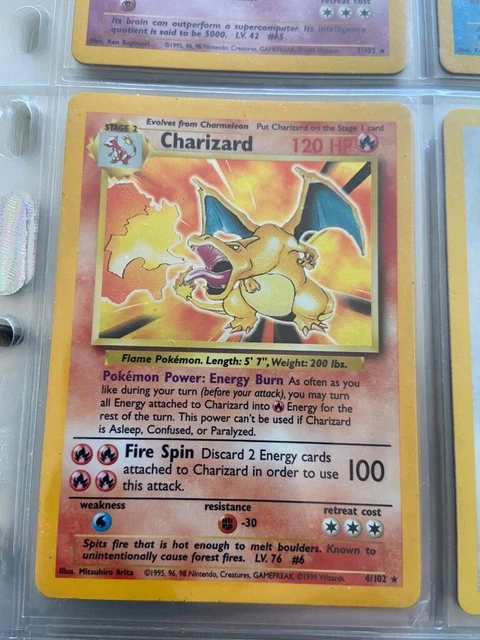 retreat cost
Its brain can outperform a supercomputer. Its intelligence
quotient is said to be 5000. LV. 42 #65
Illus. Ken Sugimori ©1995, 96, 98 Nintendo, Creatures, GAMEFREAK. ©1999 Wizards. 1/102 ★
Evolves from Charmeleon Put Charizard on the Stage 1 card
STAGE 2
Charizard 120 HP
Flame Pokémon. Length: 5' 7", Weight: 200 lbs.
Pokémon Power: Energy Burn As often as you
like during your turn (before your attack), you may turn
all Energy attached to Charizard into Energy for the
rest of the turn. This power can't be used if Charizard
is Asleep, Confused, or Paralyzed.
Fire Spin Discard 2 Energy cards
attached to Charizard in order to use 100
this attack.
weakness resistance retreat cost
-30
Spits fire that is hot enough to melt boulders. Known to
unintentionally cause forest fires. LV. 76 #6
Illus. Mitsuhiro Arita ©1995, 96, 98 Nintendo, Creatures, GAMEFREAK. ©1999 Wizards. 4/102 ★